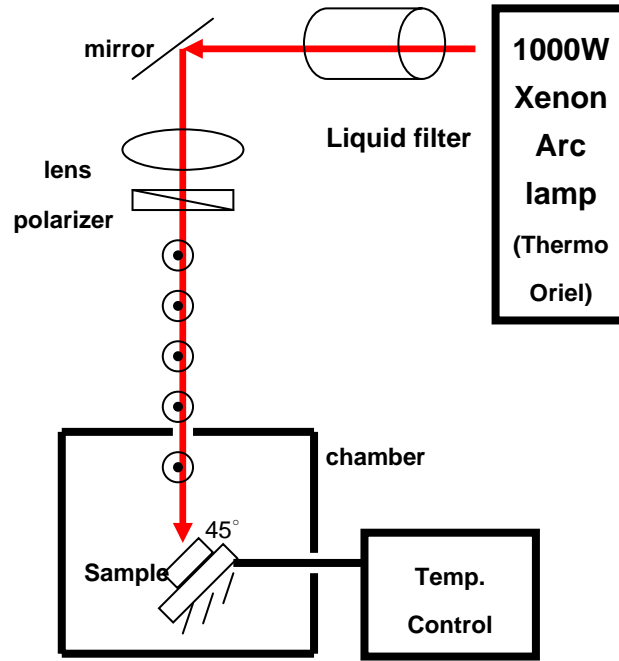 mirror
1000W
Xenon
Arc
lamp
(Thermo
Oriel)
Liquid filter
lens
polarizer
chamber
45°
Sample
Temp.
Control